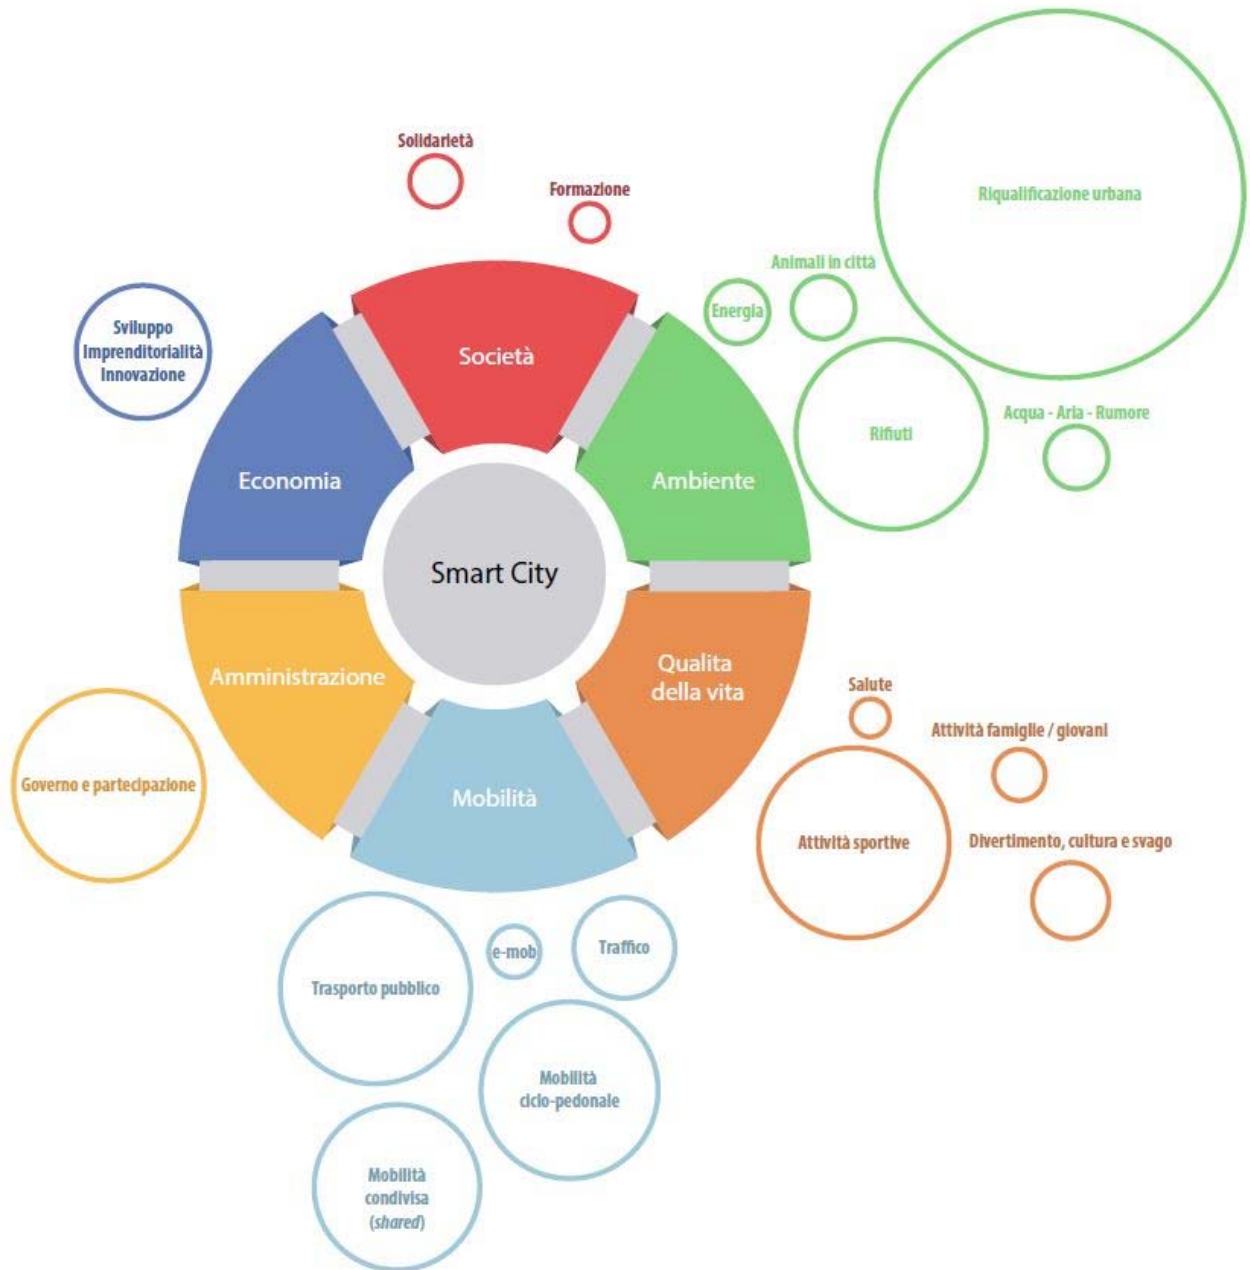 Solidarietà
Formazione
Riqualificazione urbana
Animali in città
Energia
Sviluppo
Imprenditorialità
Innovazione
Società
Acqua - Aria - Rumore
Rifiuti
Economia
Ambiente
Smart City
Amministrazione
Qualita
della vita
Salute
Attività famiglie / giovani
Governo e partecipazione
Mobilità
Attività sportive
Divertimento, cultura e svago
Trasporto pubblico
e-mob
Traffico
Mobilità
ciclo-pedonale
Mobilità
condivisa
(shared)